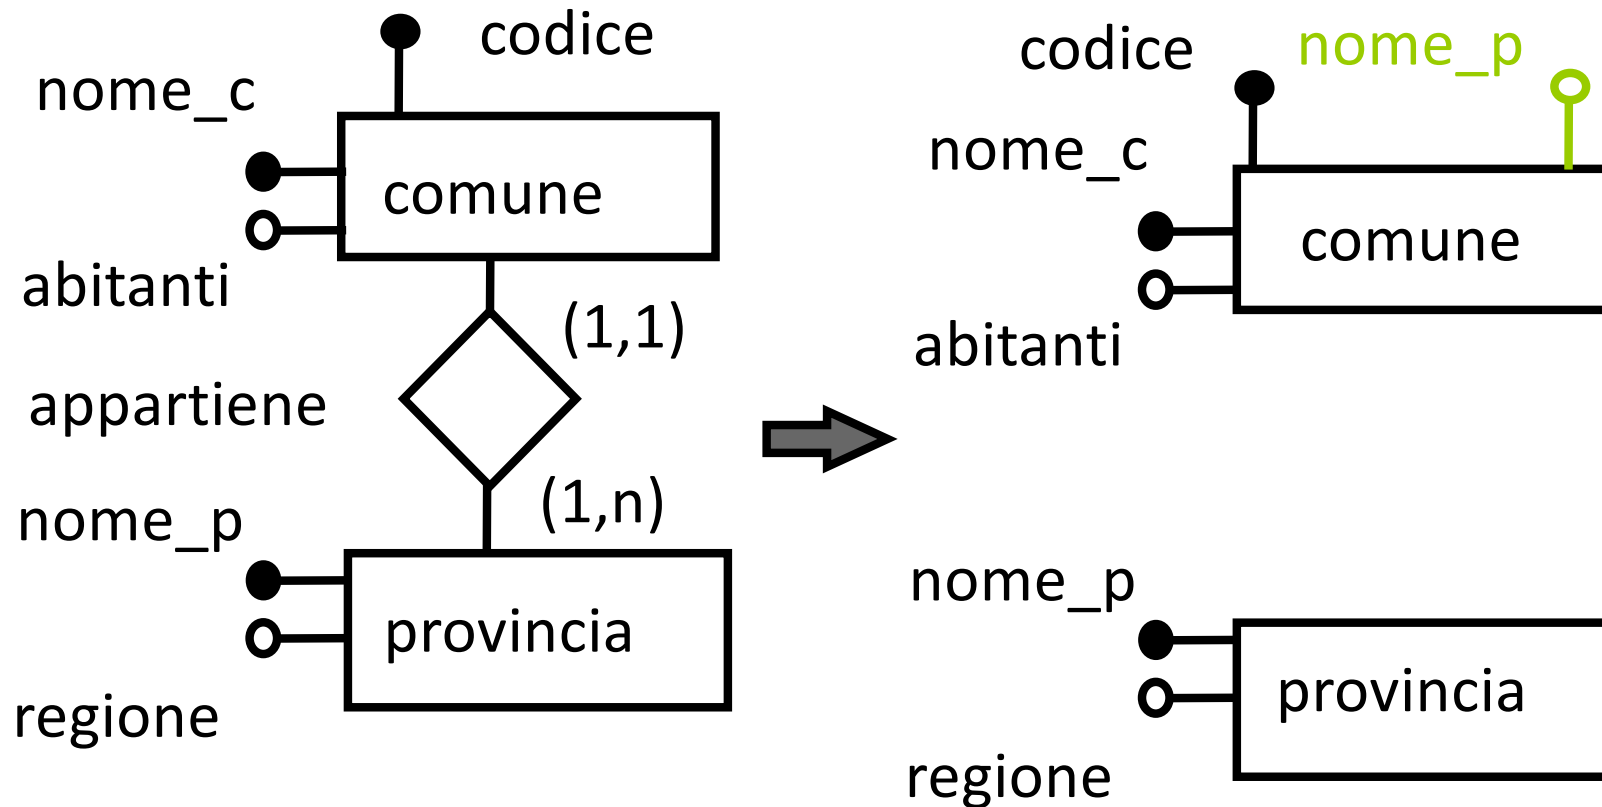 codice
nome_c
comune
abitanti
(1,1)
appartiene
(1,n)
nome_p
provincia
regione
codice
nome_p
nome_c
comune
abitanti
nome_p
provincia
regione